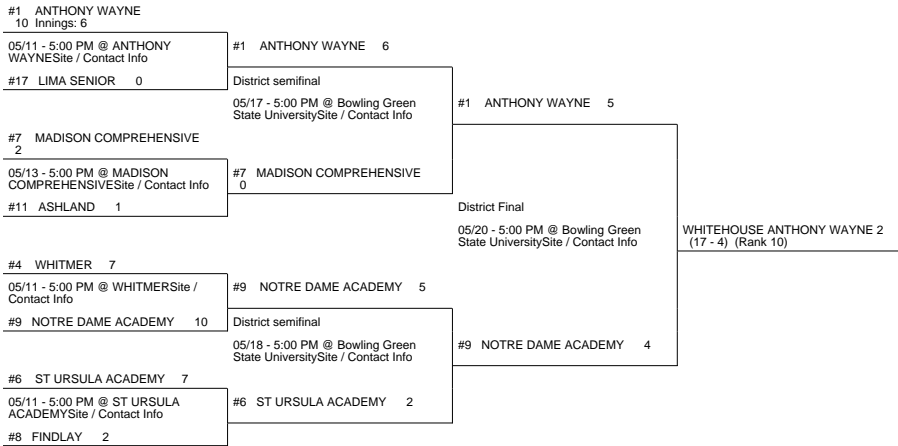 #1 ANTHONY WAYNE
10 Innings: 6
05/11 - 5:00 PM @ ANTHONY
WAYNESite / Contact Info
#17 LIMA SENIOR 0
#1 ANTHONY WAYNE 6
District semifinal
05/17 - 5:00 PM @ Bowling Green
State UniversitySite / Contact Info
#7 MADISON COMPREHENSIVE
2
05/13 - 5:00 PM @ MADISON
COMPREHENSIVESite / Contact Info
#11 ASHLAND 1
#7 MADISON COMPREHENSIVE
0
#1 ANTHONY WAYNE 5
District Final
05/20 - 5:00 PM @ Bowling Green
State UniversitySite / Contact Info
WHITEHOUSE ANTHONY WAYNE 2
(17 - 4) (Rank 10)
#4 WHITMER 7
05/11 - 5:00 PM @ WHITMERSite /
Contact Info
#9 NOTRE DAME ACADEMY 10
#9 NOTRE DAME ACADEMY 5
District semifinal
05/18 - 5:00 PM @ Bowling Green
State UniversitySite / Contact Info
#9 NOTRE DAME ACADEMY 4
#6 ST URSULA ACADEMY 7
05/11 - 5:00 PM @ ST URSULA
ACADEMYSite / Contact Info
#8 FINDLAY 2
#6 ST URSULA ACADEMY 2